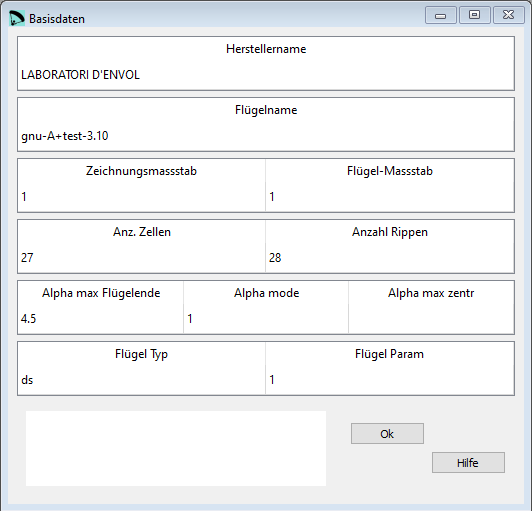 Basisdaten
Herstellername
LABORATORI D'ENVOL
Flügelname
gnu-A+test-3.10
Zeichnungsmassstab Flügel-Massstab
1 1
Anz. Zellen Anzahl Rippen
27 28
Alpha max Flügelende Alpha mode Alpha max zentr
4.5 1
Flügel Typ Flügel Param
ds 1
Ok
Hilfe